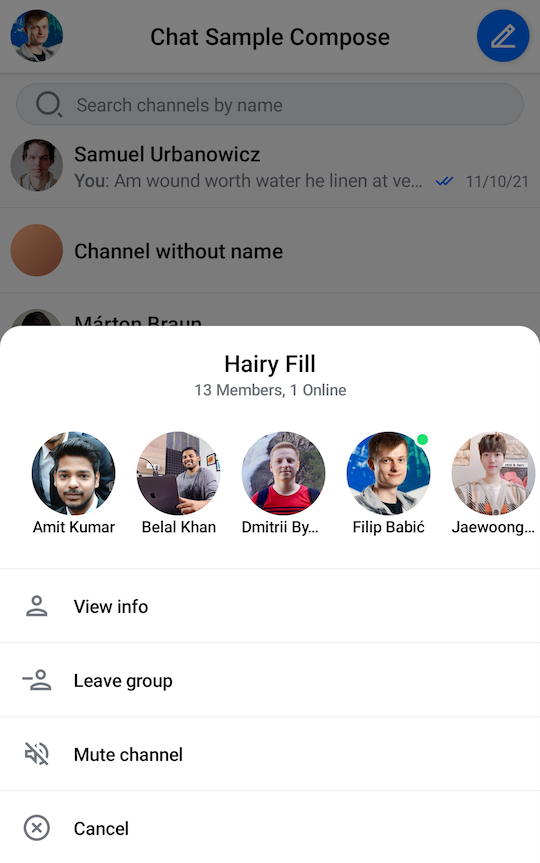 Chat Sample Compose
Search channels by name
Samuel Urbanowicz
You: Am wound worth water he linen at ve... 11/10/21
Channel without name
Márton Braun
Hairy Fill
13 Members, 1 Online
Amit Kumar Belal Khan Dmitrii By... Filip Babić Jaewoong...
View info
Leave group
Mute channel
Cancel